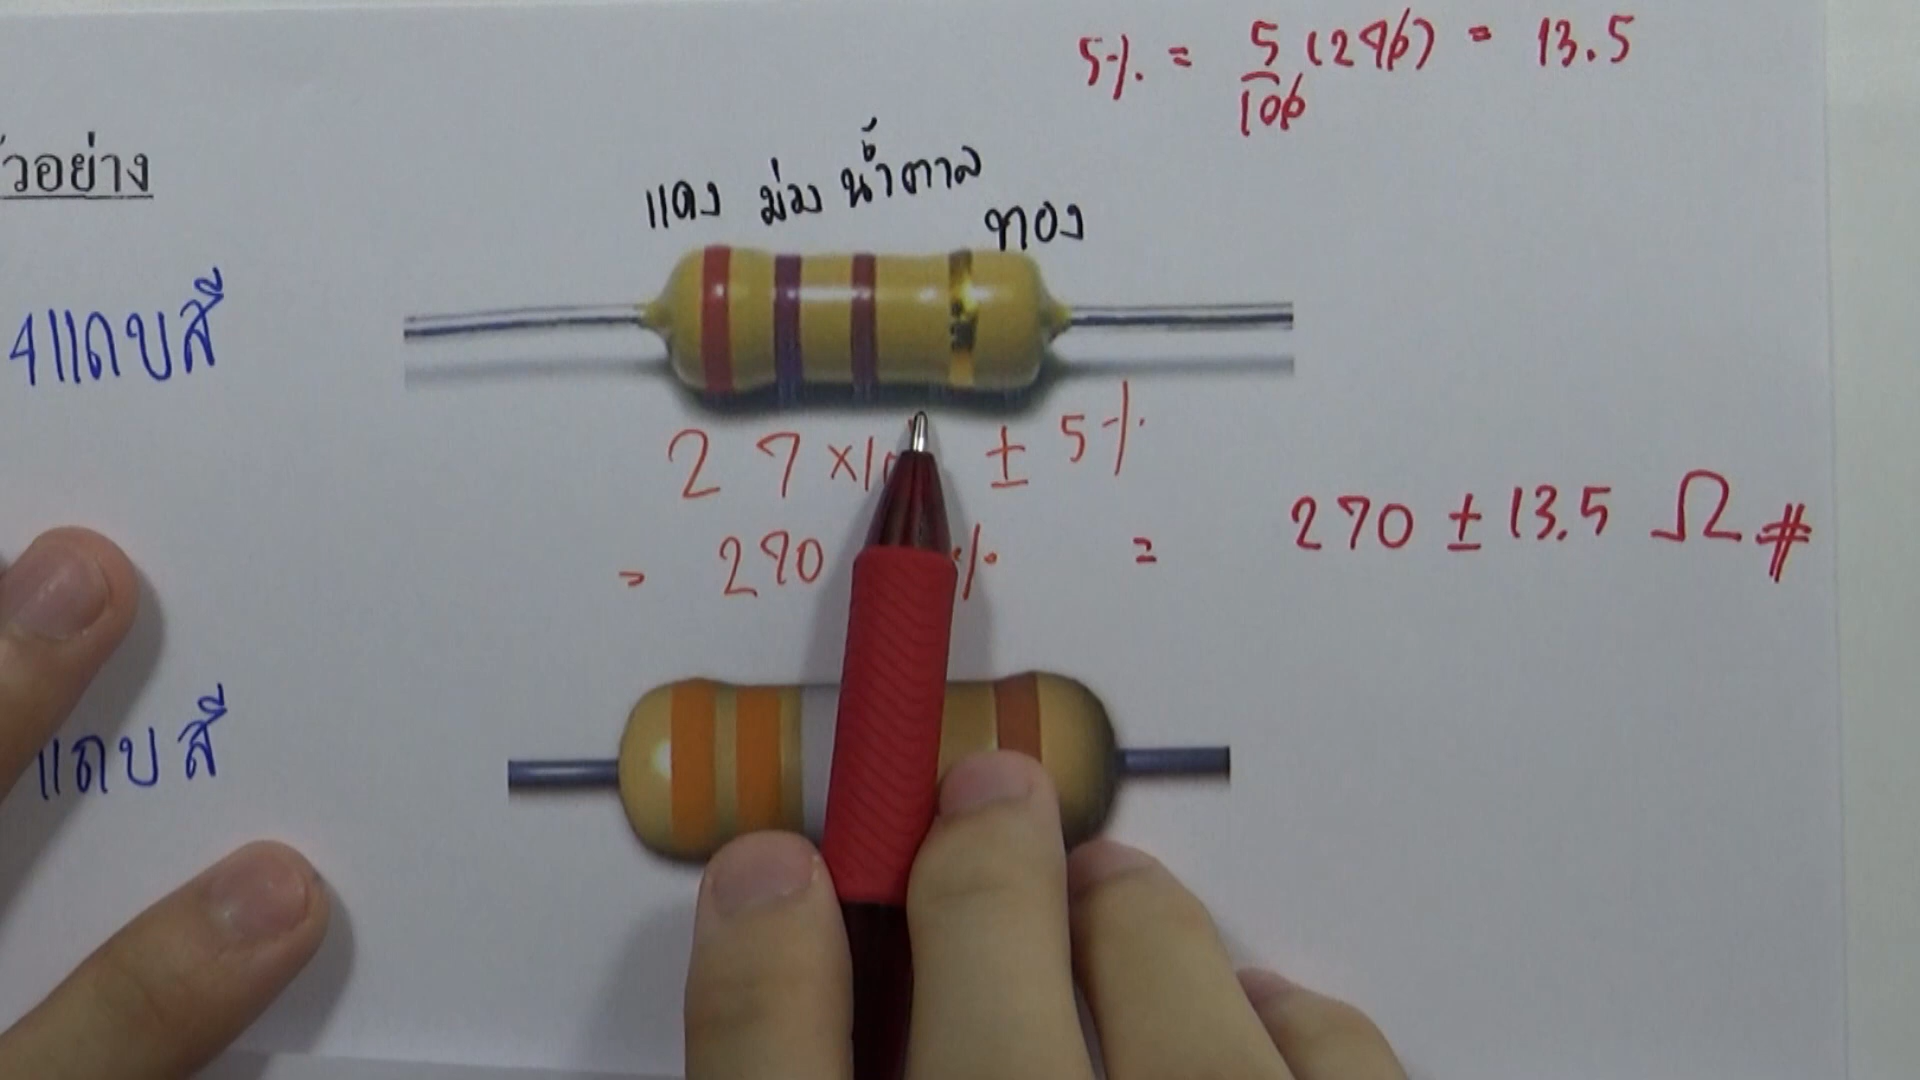 5% = 5/100 (270) = 13.5
ตัวอย่าง
แดง ม่วง น้ำตาล ทอง
4แถบสี
2 7 ×10 ± 5%
= 270 % = 270 ± 13.5 Ω #
แถบสี